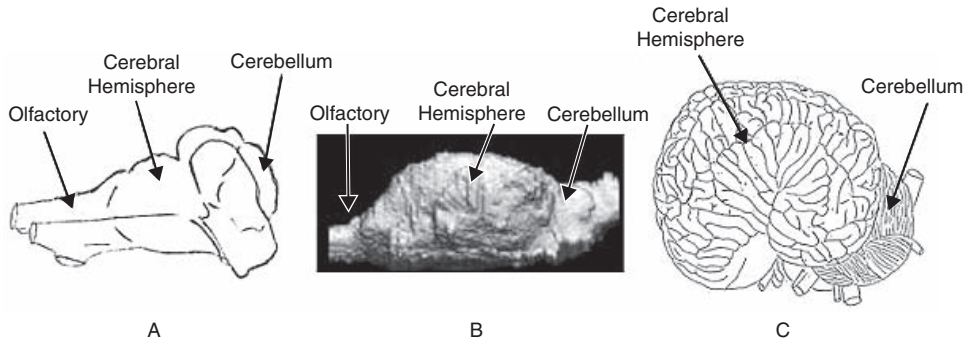 Olfactory
Cerebral
Hemisphere
Cerebellum
A
Olfactory
Cerebral
Hemisphere
Cerebellum
B
Cerebral
Hemisphere
Cerebellum
C